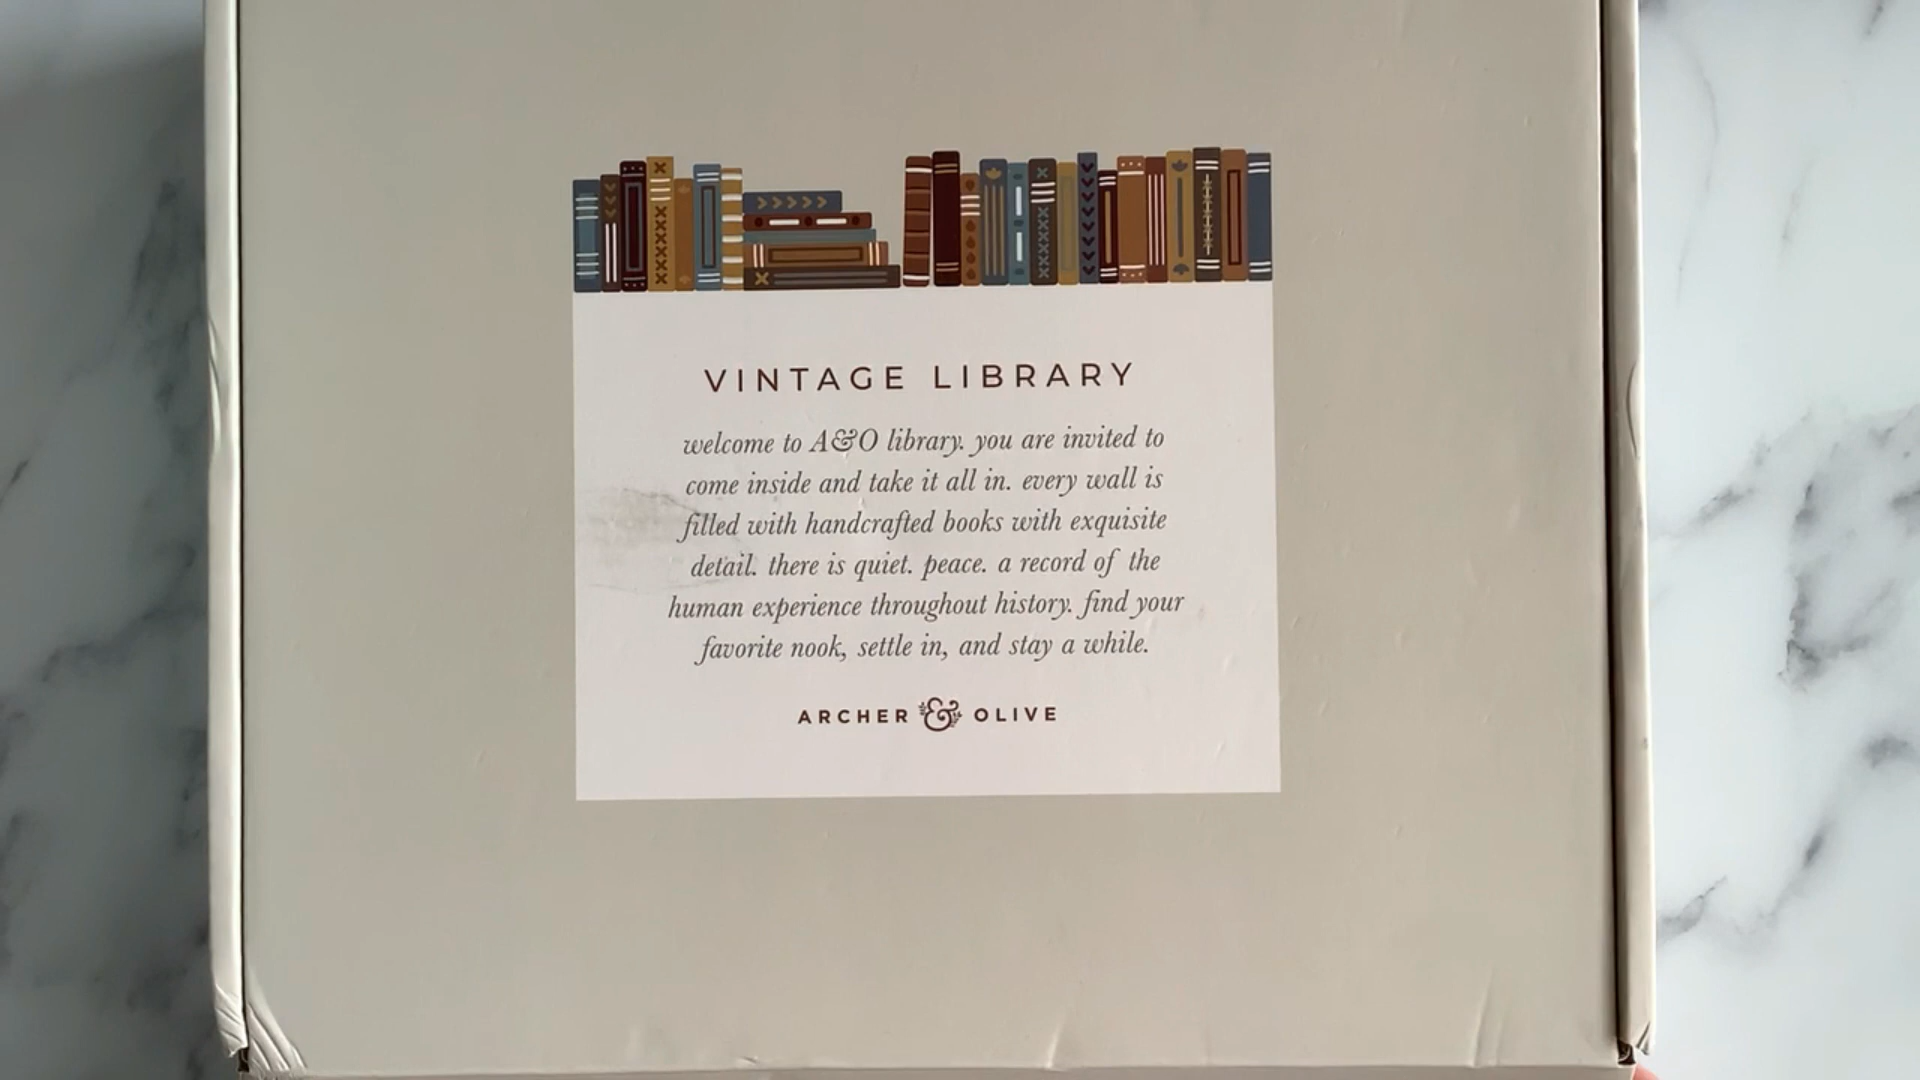 VINTAGE LIBRARY
welcome to A&O library. you are invited to
come inside and take it all in. every wall is
filled with handcrafted books with exquisite
detail. there is quiet. peace. a record of the
human experience throughout history. find your
favorite nook, settle in, and stay a while.
ARCHER & OLIVE